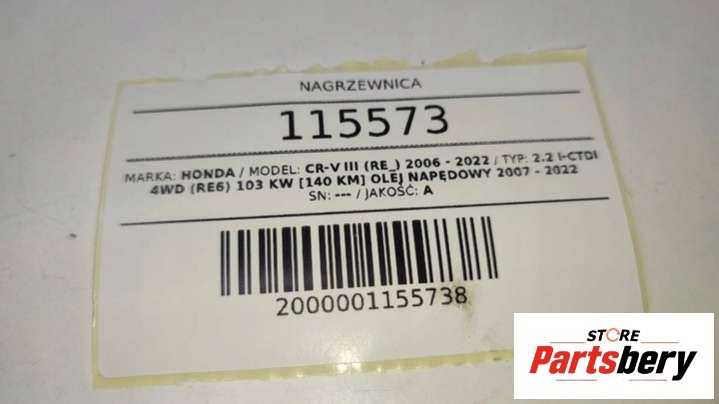 NAGRZEWNICA
115573
MARKA: HONDA / MODEL: CR-V III (RE_) 2006 - 2022 / TYP: 2.2 I-CTDI
4WD (RE6) 103 KW [140 KM] OLEJ NAPĘDOWY 2007 - 2022
SN: --- / JAKOŚĆ: A
2000001155738
STORE
Partsbery